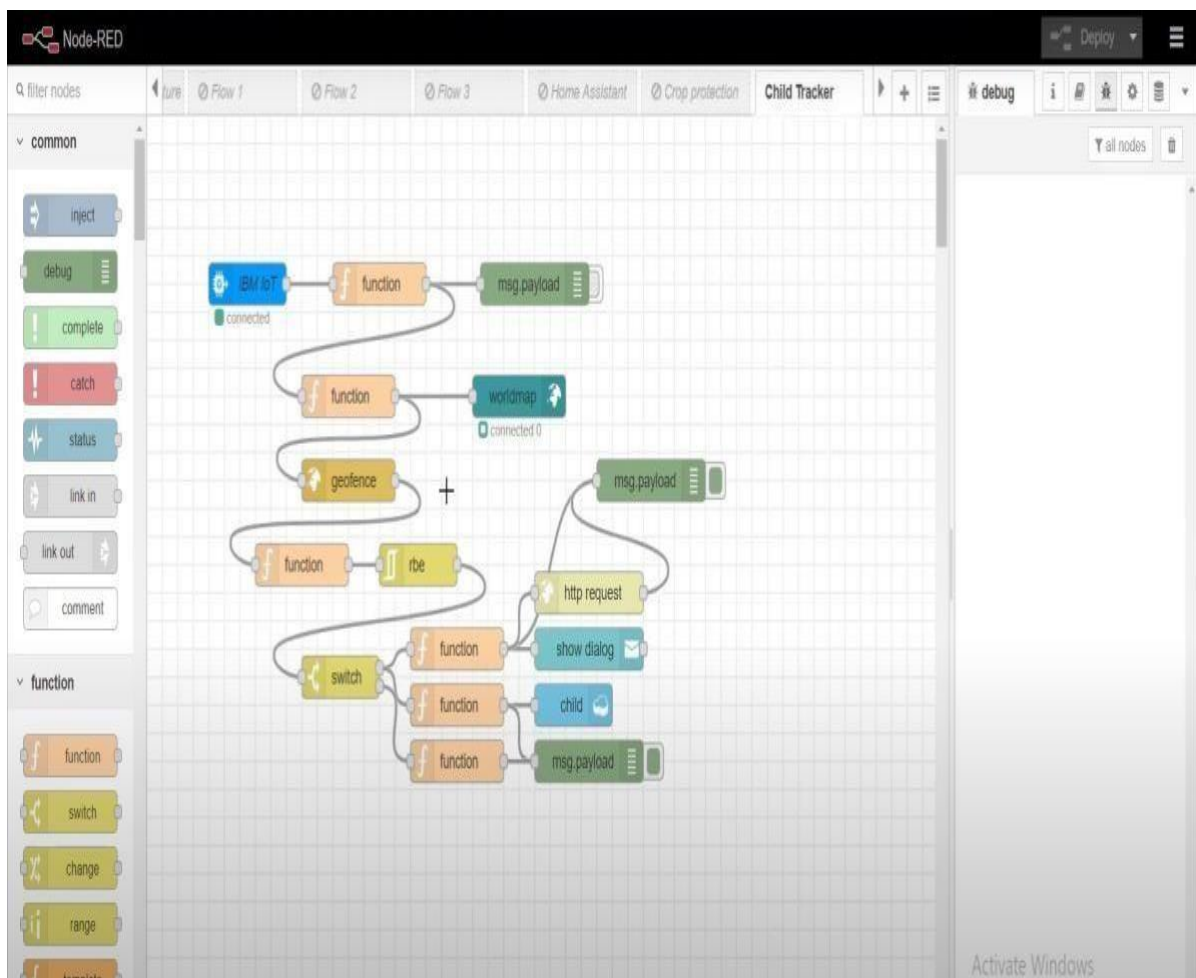 Node-RED
Deploy
filter nodes
ture
Flow 1
Flow 2
Flow 3
Home Assistant
Crop protection
Child Tracker
debug
i
all nodes
common
inject
debug
complete
catch
status
link in
link out
comment
function
function
switch
change
range
template
IBM IoT
connected
function
msg.payload
function
worldmap
connected 0
geofence
msg.payload
function
rbe
http request
switch
function
show dialog
function
child
function
msg.payload
Activate Windows